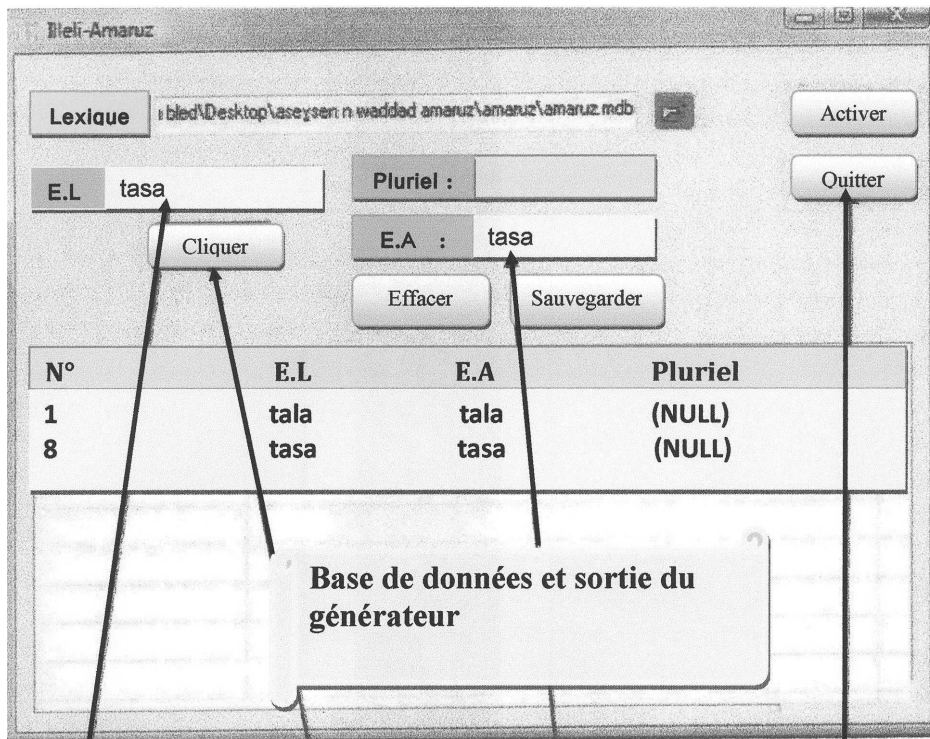 Ileli-Amaruz
Lexique bled\Desktop\aseɣsen n waddad amaruz\amaruz\amaruz.mdb Activer
E.L tasa Pluriel : Quitter
Cliquer E.A : tasa
Effacer Sauvegarder
N° E.L E.A Pluriel
1 tala tala (NULL)
8 tasa tasa (NULL)
Base de données et sortie du
générateur